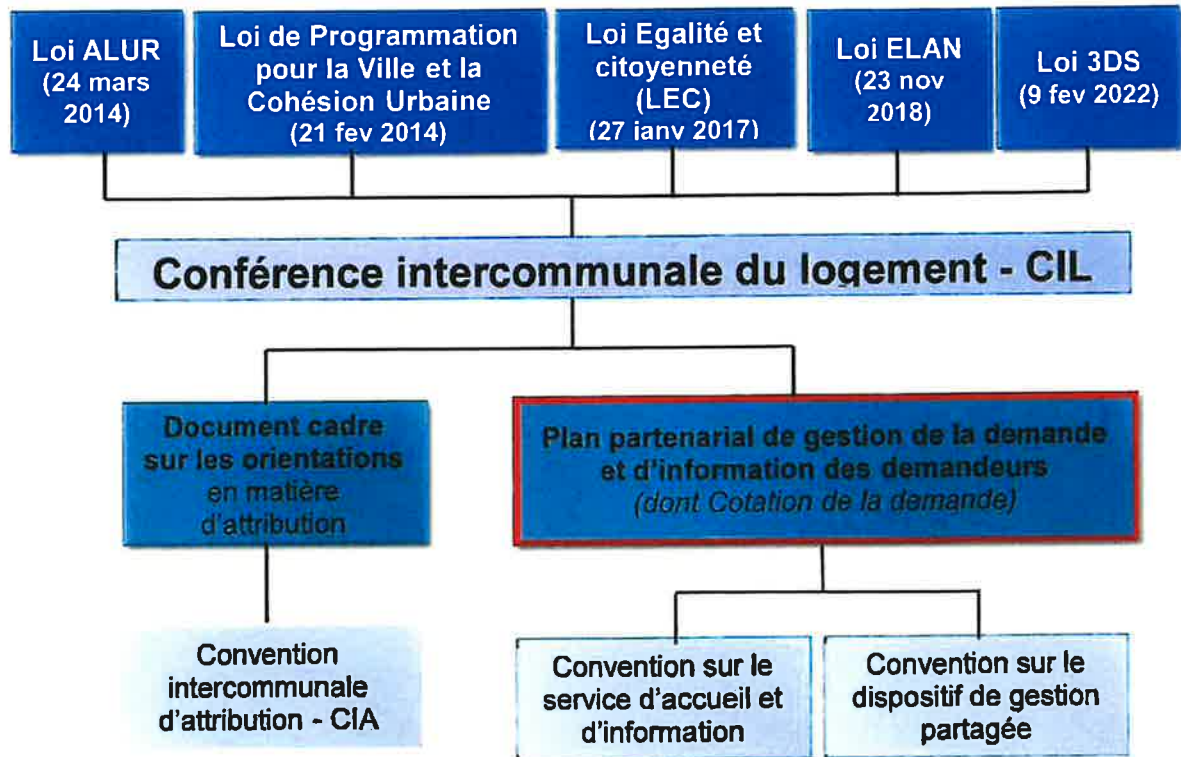 Loi ALUR
(24 mars
2014)
Loi de Programmation
pour la Ville et la
Cohésion Urbaine
(21 fev 2014)
Loi Egalité et
citoyenneté
(LEC)
(27 janv 2017)
Loi ELAN
(23 nov
2018)
Loi 3DS
(9 fev 2022)
Conférence intercommunale du logement - CIL
Document cadre
sur les orientations
en matière
d'attribution
Plan partenarial de gestion de la demande
et d'information des demandeurs
(dont Cotation de la demande)
Convention
intercommunale
d'attribution - CIA
Convention sur le
service d'accueil et
d'information
Convention sur le
dispositif de gestion
partagée